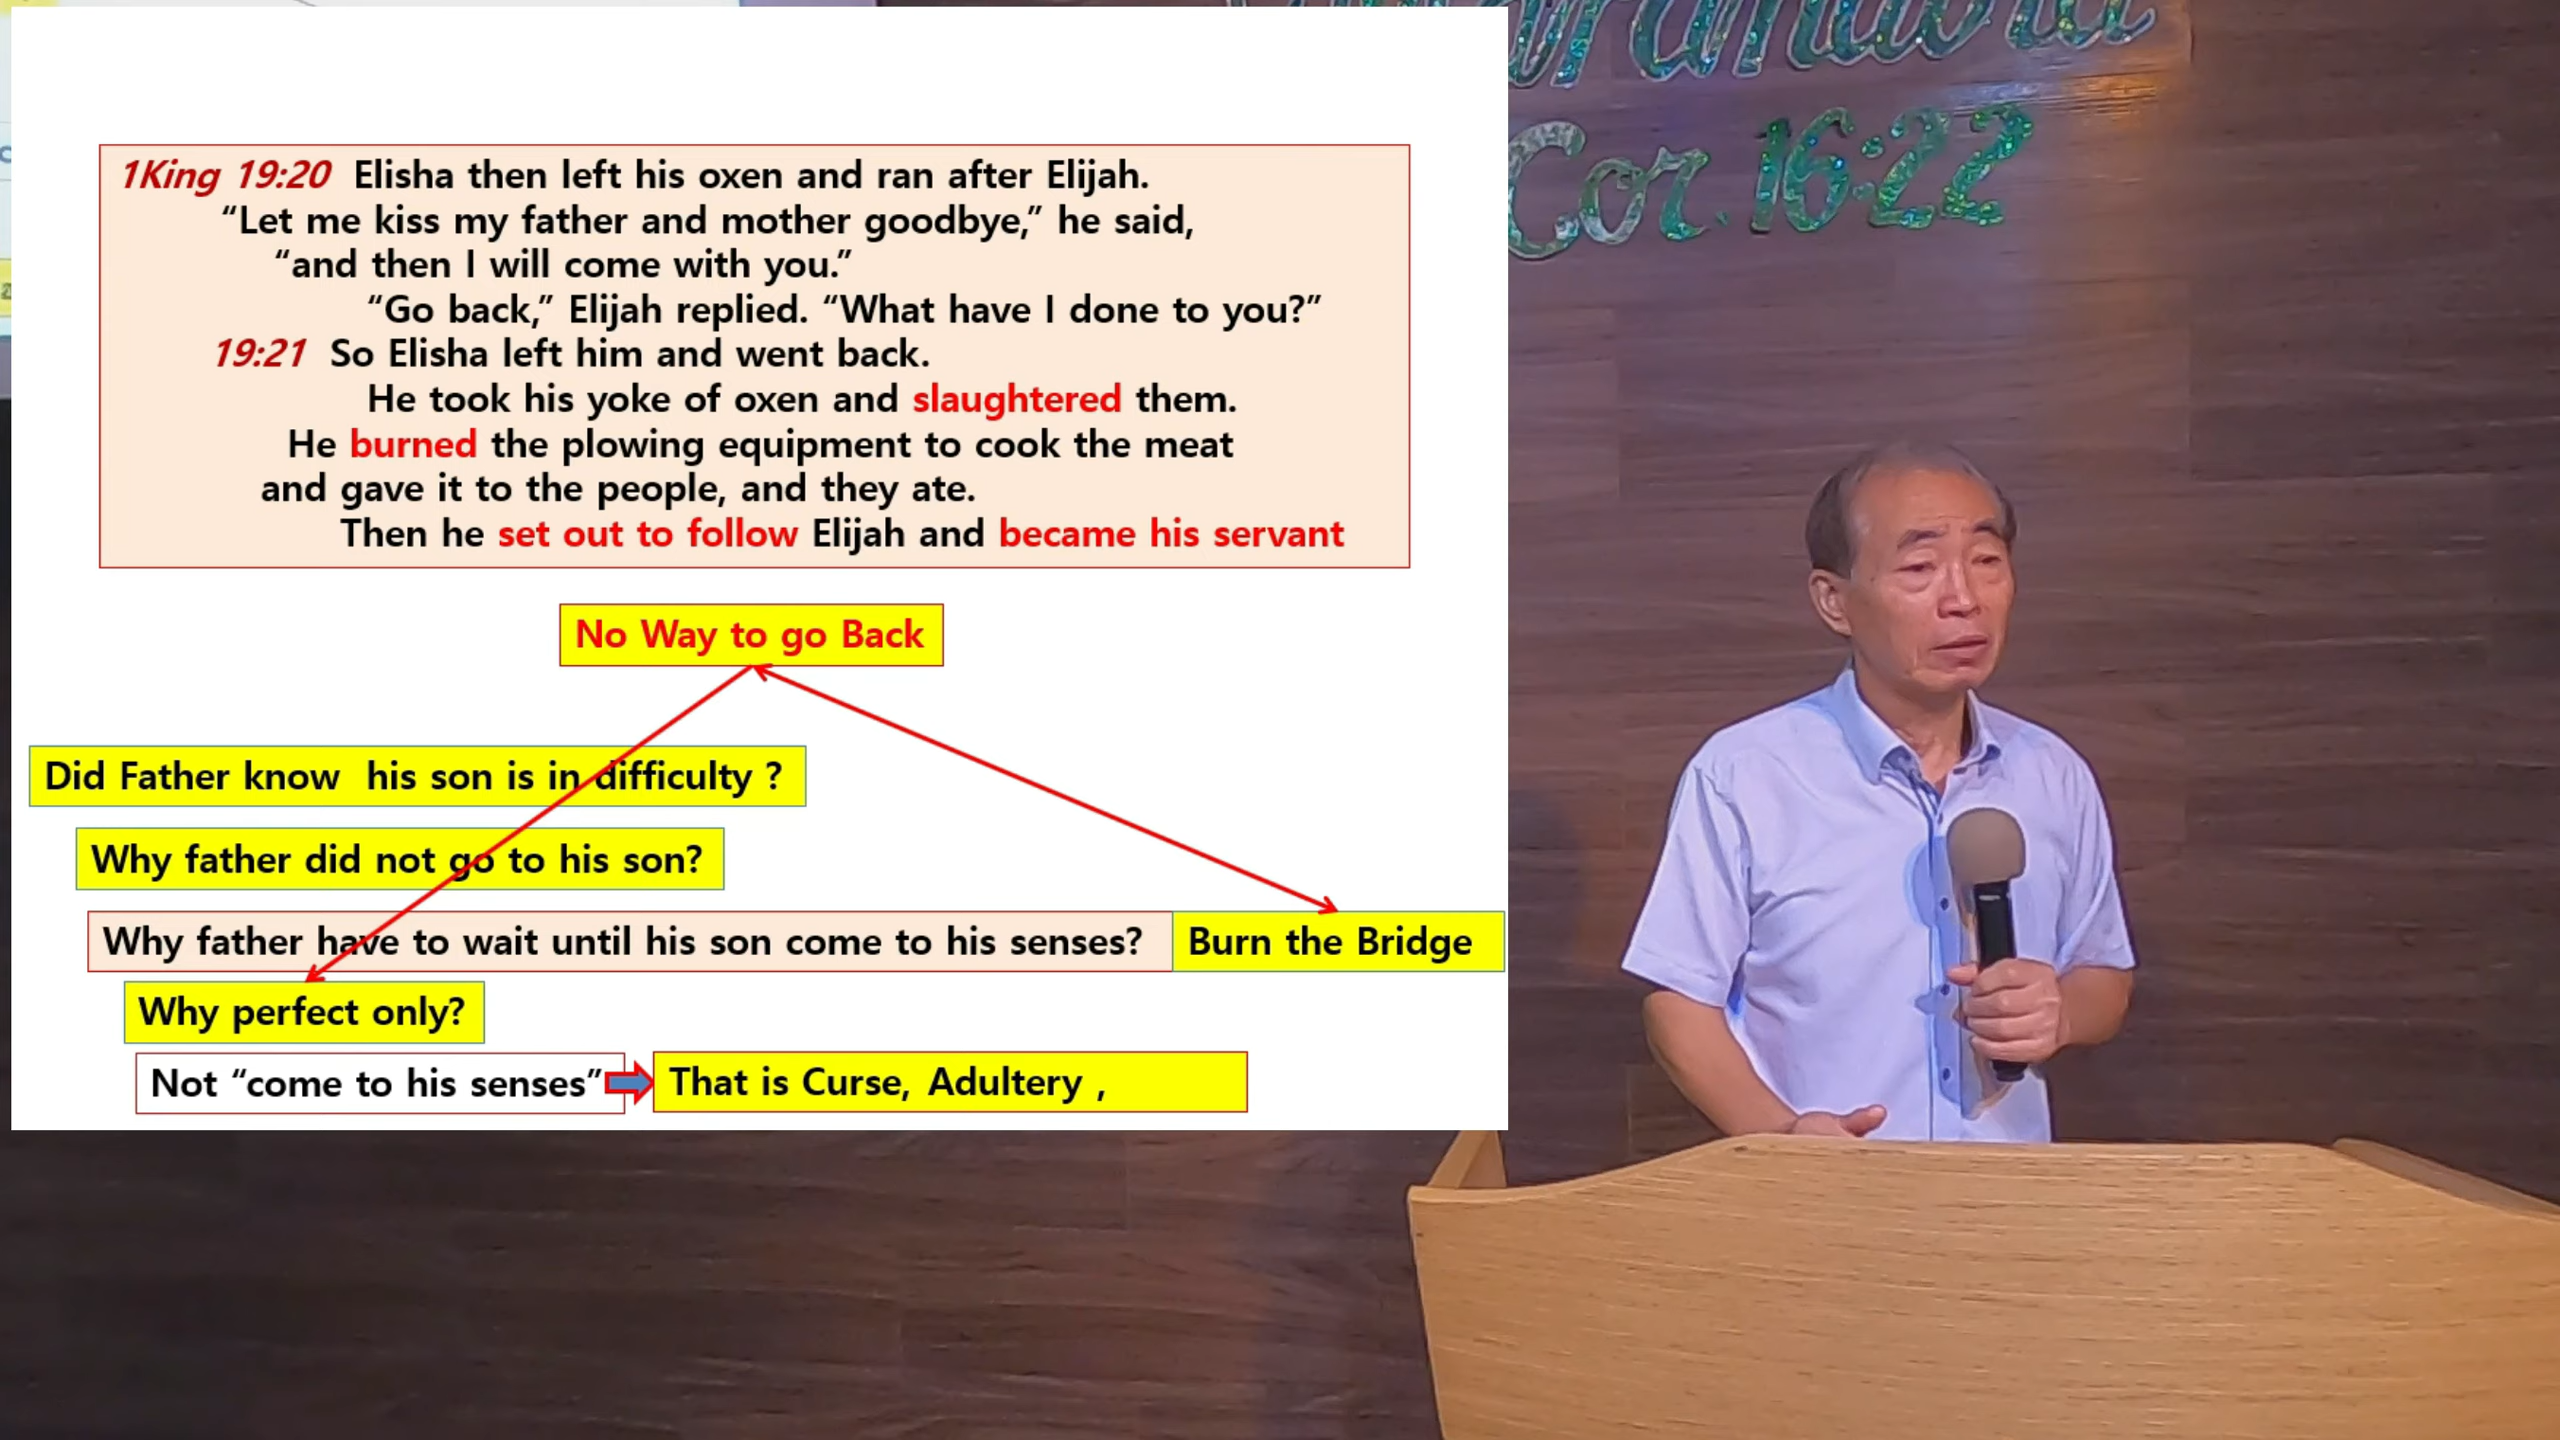 1King 19:20 Elisha then left his oxen and ran after Elijah.
“Let me kiss my father and mother goodbye,” he said,
“and then I will come with you.”
“Go back,” Elijah replied. “What have I done to you?”
19:21 So Elisha left him and went back.
He took his yoke of oxen and slaughtered them.
He burned the plowing equipment to cook the meat
and gave it to the people, and they ate.
Then he set out to follow Elijah and became his servant
No Way to go Back
Did Father know his son is in difficulty ?
Why father did not go to his son?
Why father have to wait until his son come to his senses?
Burn the Bridge
Why perfect only?
Not “come to his senses”
That is Curse, Adultery ,
Cor. 16:22